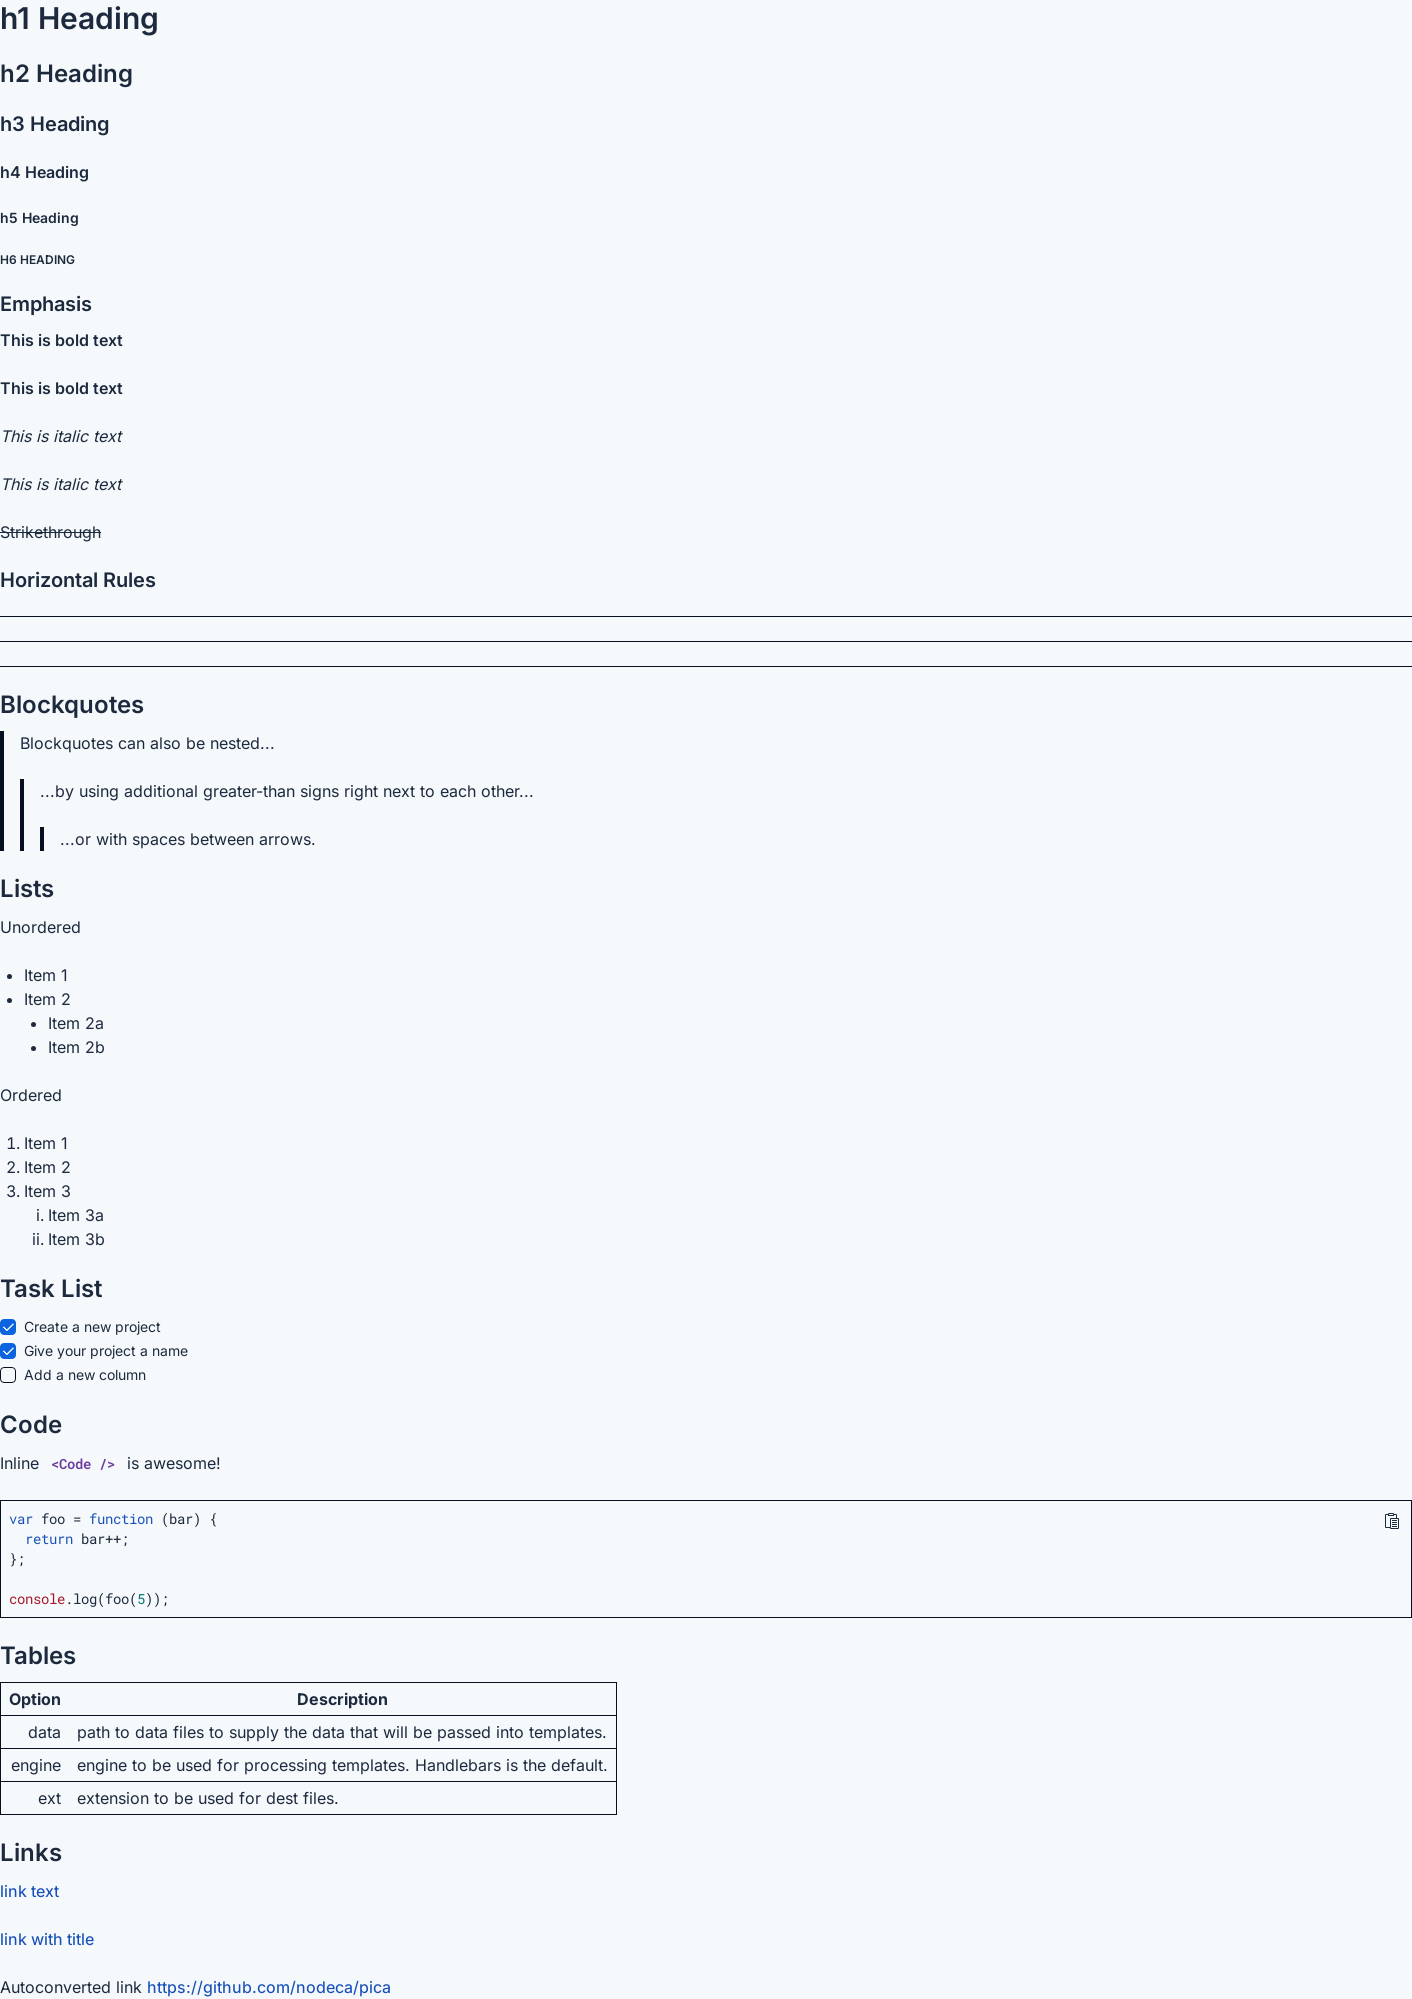 h1 Heading
h2 Heading
h3 Heading
h4 Heading
h5 Heading
H6 HEADING
Emphasis
This is bold text
This is bold text
This is italic text
This is italic text
Strikethrough
Horizontal Rules
Blockquotes
Blockquotes can also be nested...
...by using additional greater-than signs right next to each other...
...or with spaces between arrows.
Lists
Unordered
• Item 1
• Item 2
• Item 2a
• Item 2b
Ordered
1. Item 1
2. Item 2
3. Item 3
i. Item 3a
ii. Item 3b
Task List
Create a new project
Give your project a name
Add a new column
Code
Inline <Code /> is awesome!
var foo = function (bar) {
  return bar++;
};
console.log(foo(5));
Tables
Option Description
data path to data files to supply the data that will be passed into templates.
engine engine to be used for processing templates. Handlebars is the default.
ext extension to be used for dest files.
Links
link text
link with title
Autoconverted link https://github.com/nodeca/pica